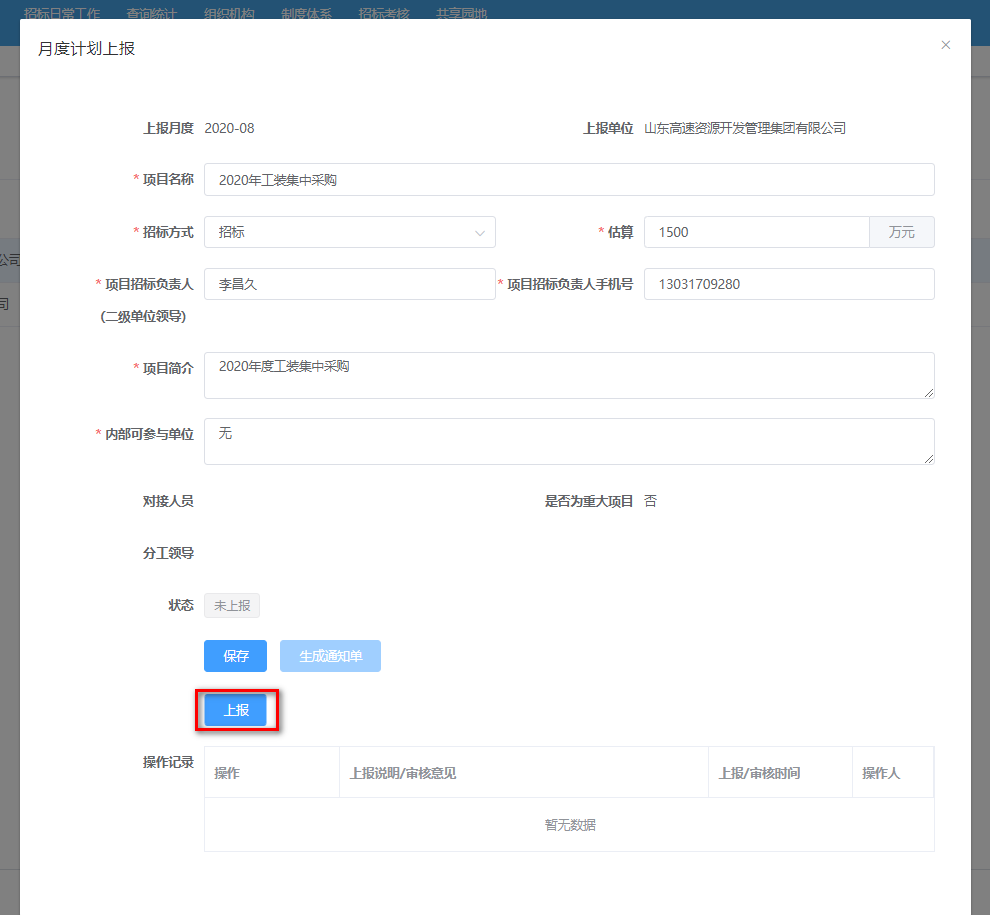 招标日常工作 查询统计 组织机构 制度体系 招标考核 共享园地
月度计划上报
上报月度 2020-08 上报单位 山东高速资源开发管理集团有限公司
* 项目名称 2020年工装集中采购
* 招标方式 招标 * 估算 1500 万元
公司
* 项目招标负责人 李昌久 * 项目招标负责人手机号 13031709280
司
(二级单位领导)
* 项目简介 2020年度工装集中采购
* 内部可参与单位 无
对接人员 是否为重大项目 否
分工领导
状态 未上报
保存 生成通知单
上报
操作记录
操作 上报说明/审核意见 上报/审核时间 操作人
暂无数据